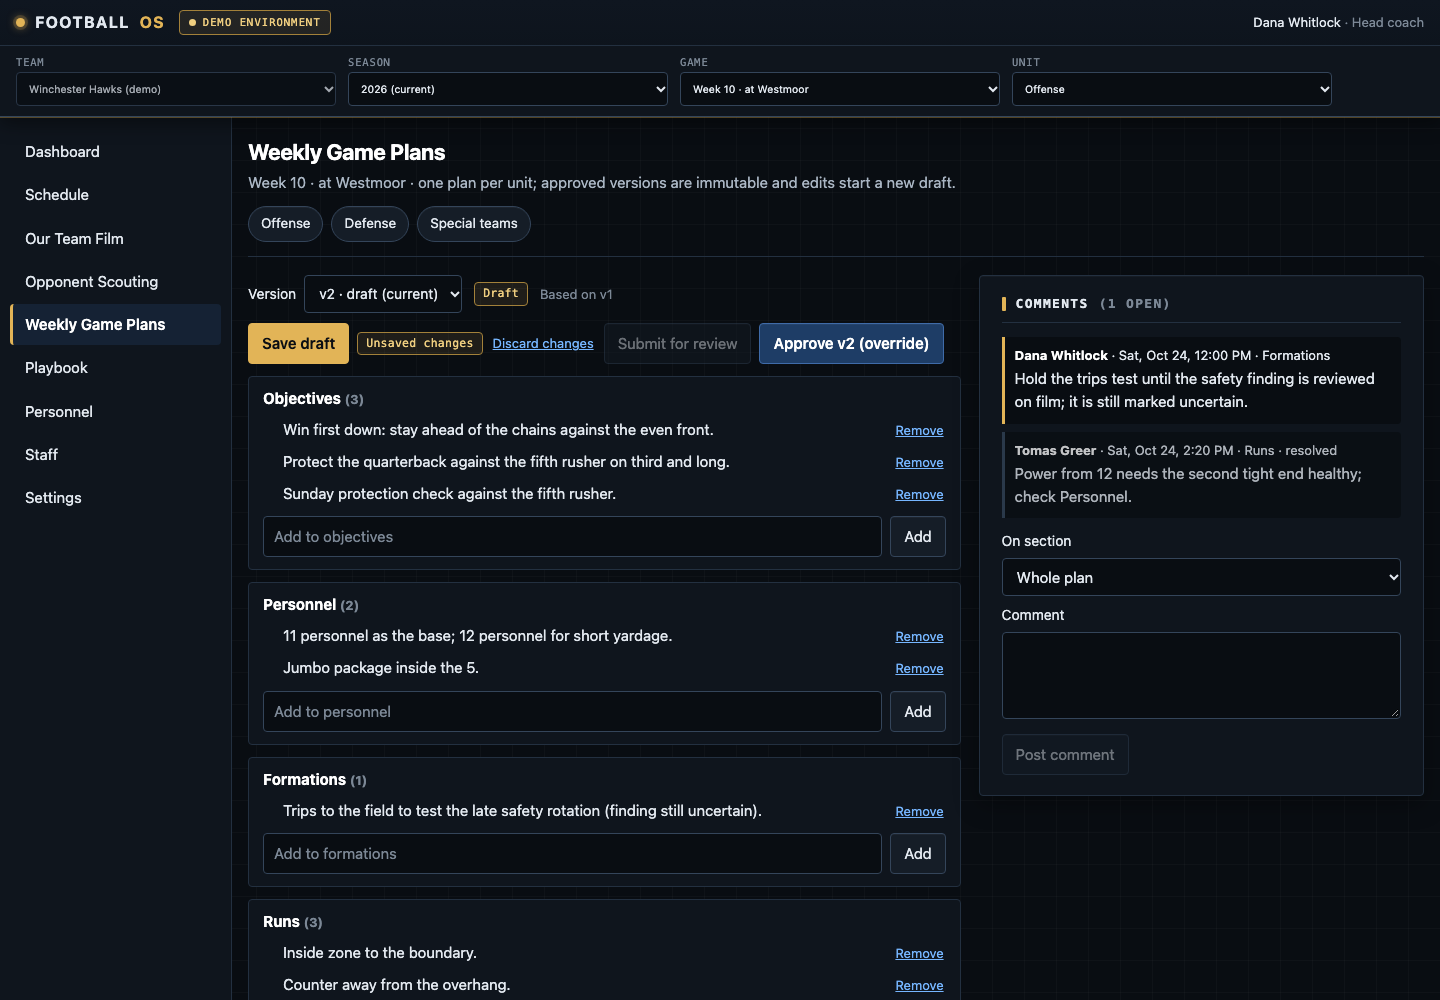 FOOTBALL OS
DEMO ENVIRONMENT
Dana Whitlock · Head coach
TEAM
SEASON
GAME
UNIT
Winchester Hawks (demo)
2026 (current)
Week 10 · at Westmoor
Offense
Dashboard
Schedule
Our Team Film
Opponent Scouting
Weekly Game Plans
Playbook
Personnel
Staff
Settings
Weekly Game Plans
Week 10 · at Westmoor · one plan per unit; approved versions are immutable and edits start a new draft.
Offense
Defense
Special teams
Version
v2 · draft (current)
Draft
Based on v1
Save draft
Unsaved changes
Discard changes
Submit for review
Approve v2 (override)
Objectives (3)
Win first down: stay ahead of the chains against the even front.
Remove
Protect the quarterback against the fifth rusher on third and long.
Remove
Sunday protection check against the fifth rusher.
Remove
Add to objectives
Add
Personnel (2)
11 personnel as the base; 12 personnel for short yardage.
Remove
Jumbo package inside the 5.
Remove
Add to personnel
Add
Formations (1)
Trips to the field to test the late safety rotation (finding still uncertain).
Remove
Add to formations
Add
Runs (3)
Inside zone to the boundary.
Remove
Counter away from the overhang.
Remove
COMMENTS (1 OPEN)
Dana Whitlock · Sat, Oct 24, 12:00 PM · Formations
Hold the trips test until the safety finding is reviewed
on film; it is still marked uncertain.
Tomas Greer · Sat, Oct 24, 2:20 PM · Runs · resolved
Power from 12 needs the second tight end healthy;
check Personnel.
On section
Whole plan
Comment
Post comment